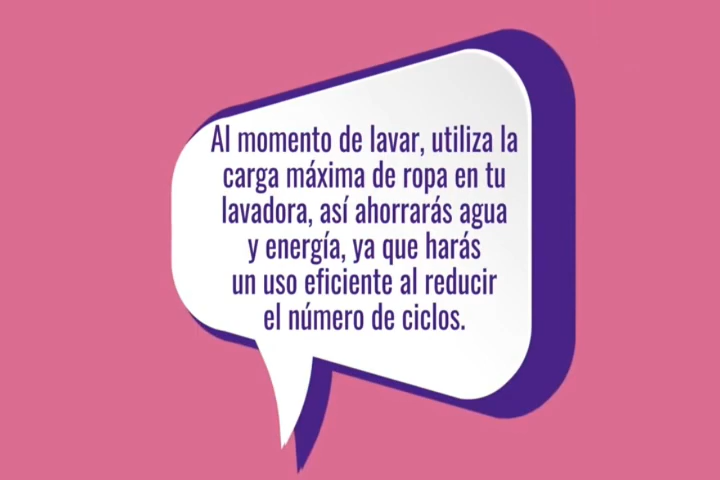 Al momento de lavar, utiliza la
carga máxima de ropa en tu
lavadora, así ahorrarás agua
y energía, ya que harás
un uso eficiente al reducir
el número de ciclos.